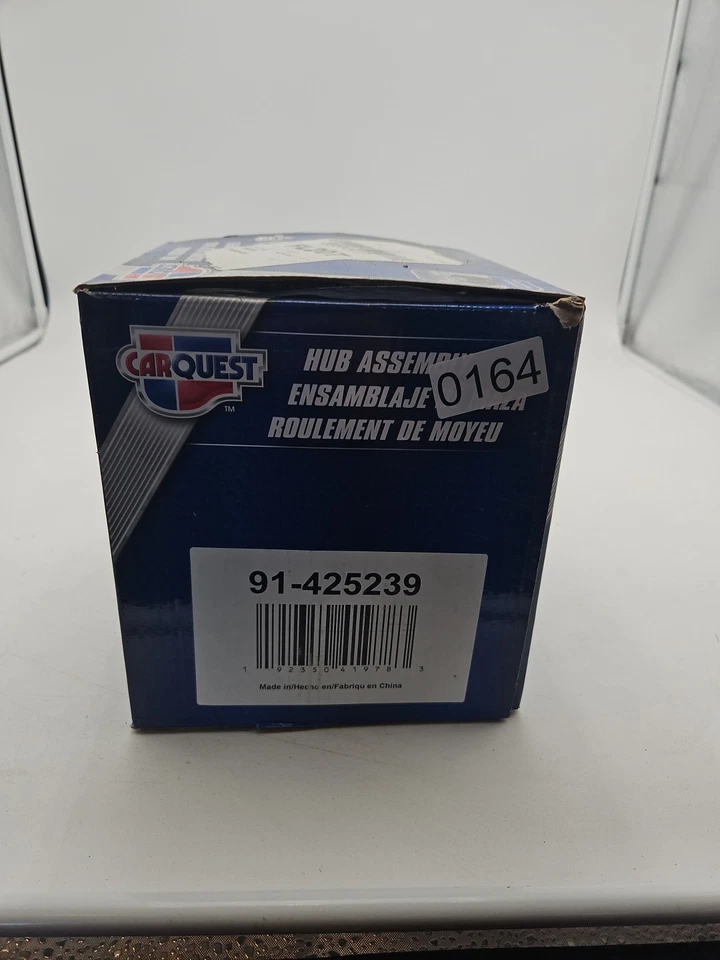 CARQUEST
TM
HUB ASSEMB
0164
ENSAMBLAJE
ROULEMENT DE MOYEU
91-425239
1 92350 41978 3
Made in/Hecho en/Fabriqu en China